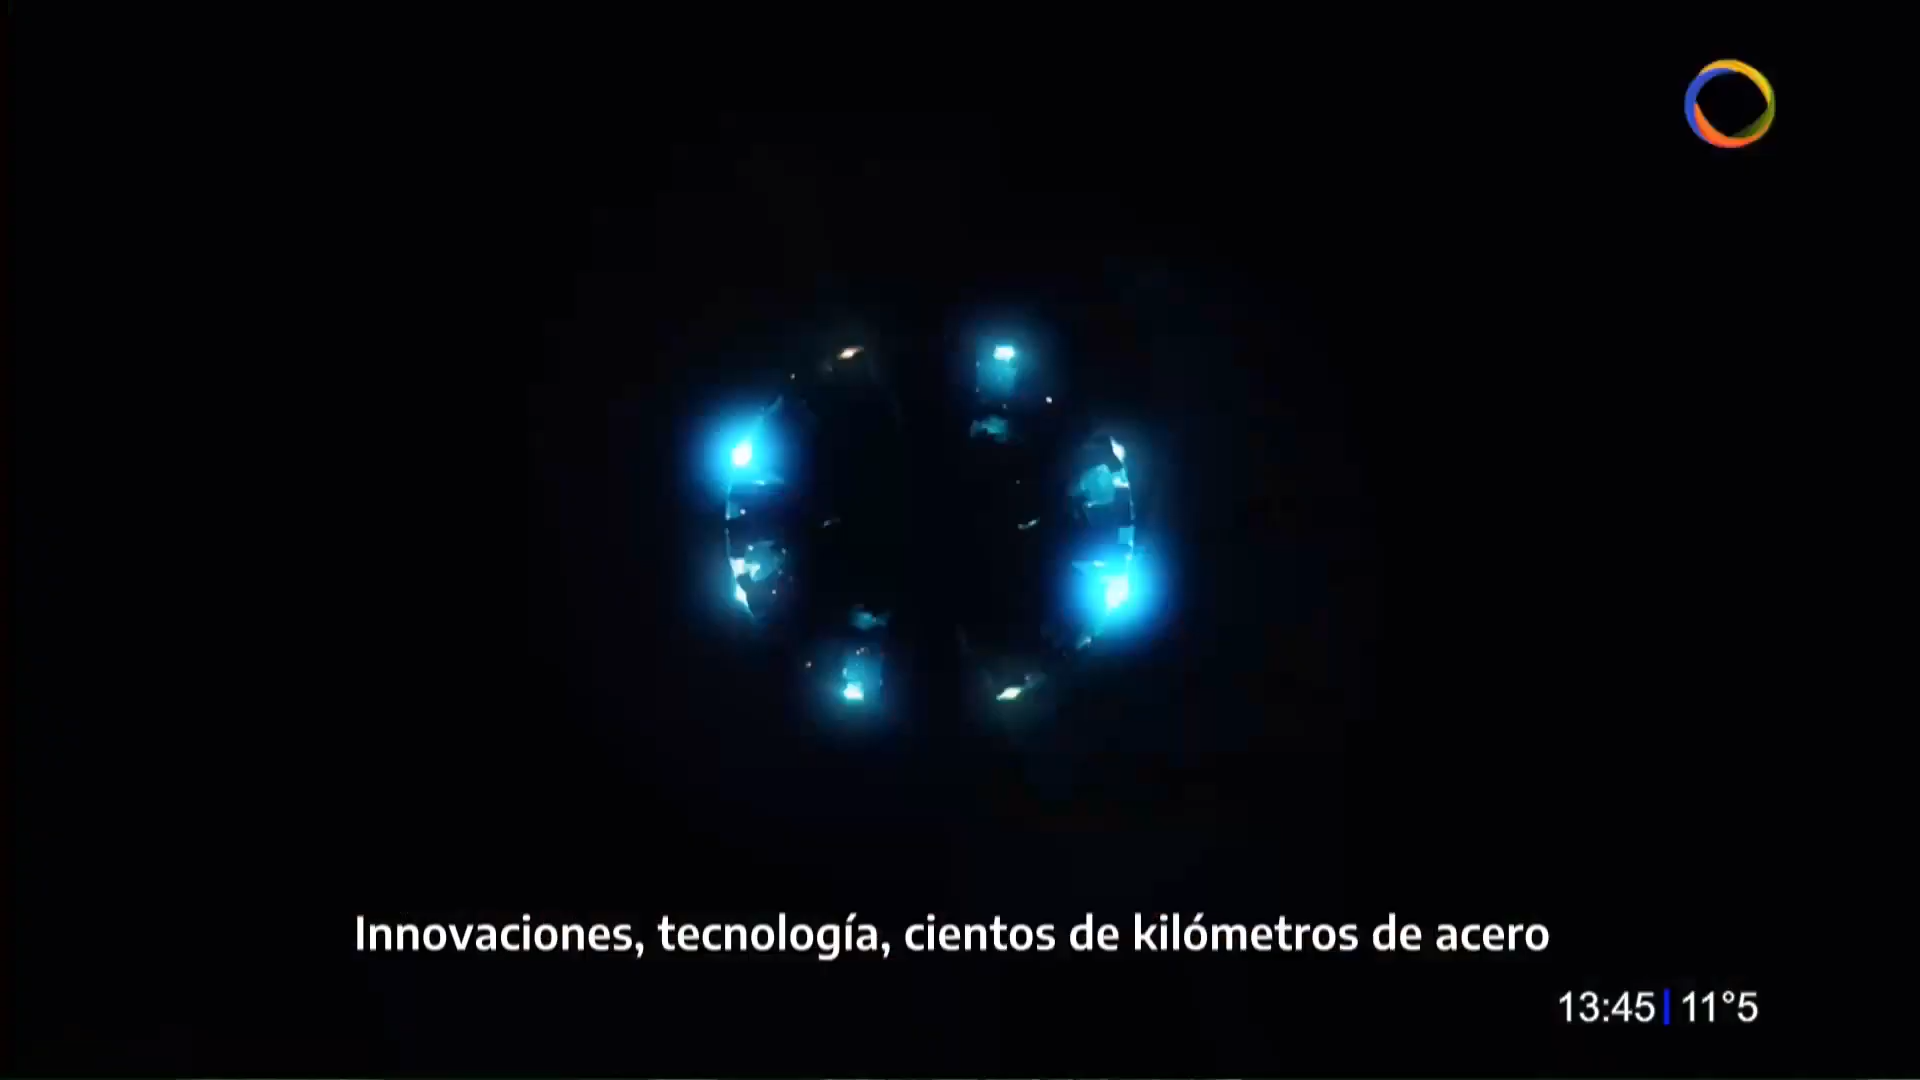 Innovaciones, tecnología, cientos de kilómetros de acero
13:45 | 11°5